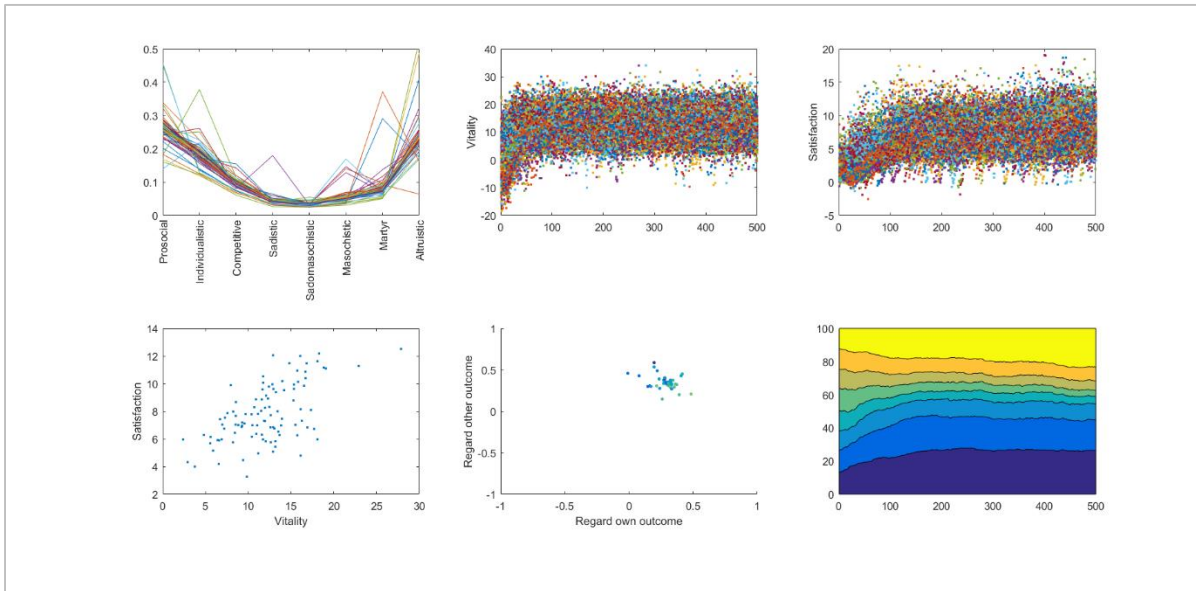 0.5
0.4
0.3
0.2
0.1
0
Prosocial
Individualistic
Competitive
Sadistic
Sadomasochistic
Masochistic
Martyr
Altruistic
40
30
20
10
0
-10
-20
Vitality
0 100 200 300 400 500
20
15
10
5
0
-5
Satisfaction
0 100 200 300 400 500
14
12
10
8
6
4
2
Satisfaction
0 5 10 15 20 25 30
Vitality
1
0.5
0
-0.5
-1
Regard other outcome
-1 -0.5 0 0.5 1
Regard own outcome
100
80
60
40
20
0
0 100 200 300 400 500